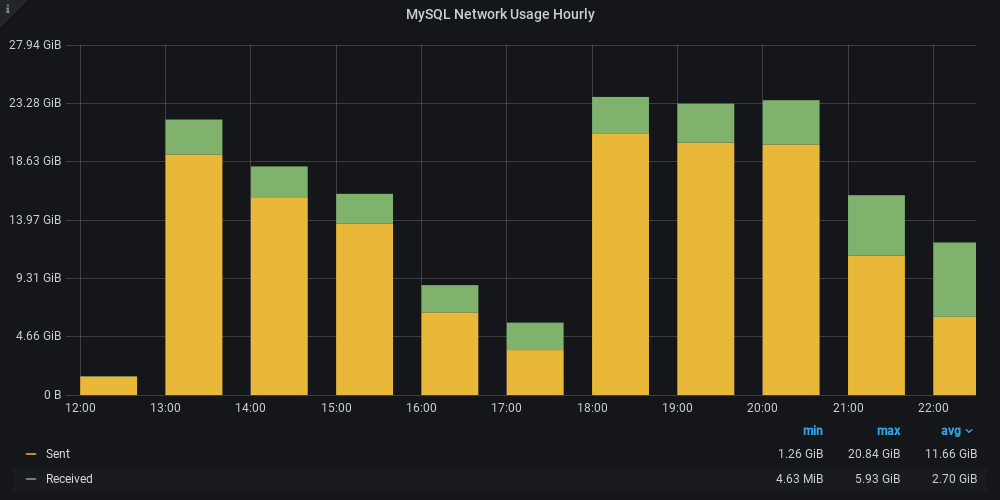 i
MySQL Network Usage Hourly
27.94 GiB
23.28 GiB
18.63 GiB
13.97 GiB
9.31 GiB
4.66 GiB
0 B
12:00 13:00 14:00 15:00 16:00 17:00 18:00 19:00 20:00 21:00 22:00
min max avg
Sent 1.26 GiB 20.84 GiB 11.66 GiB
Received 4.63 MiB 5.93 GiB 2.70 GiB